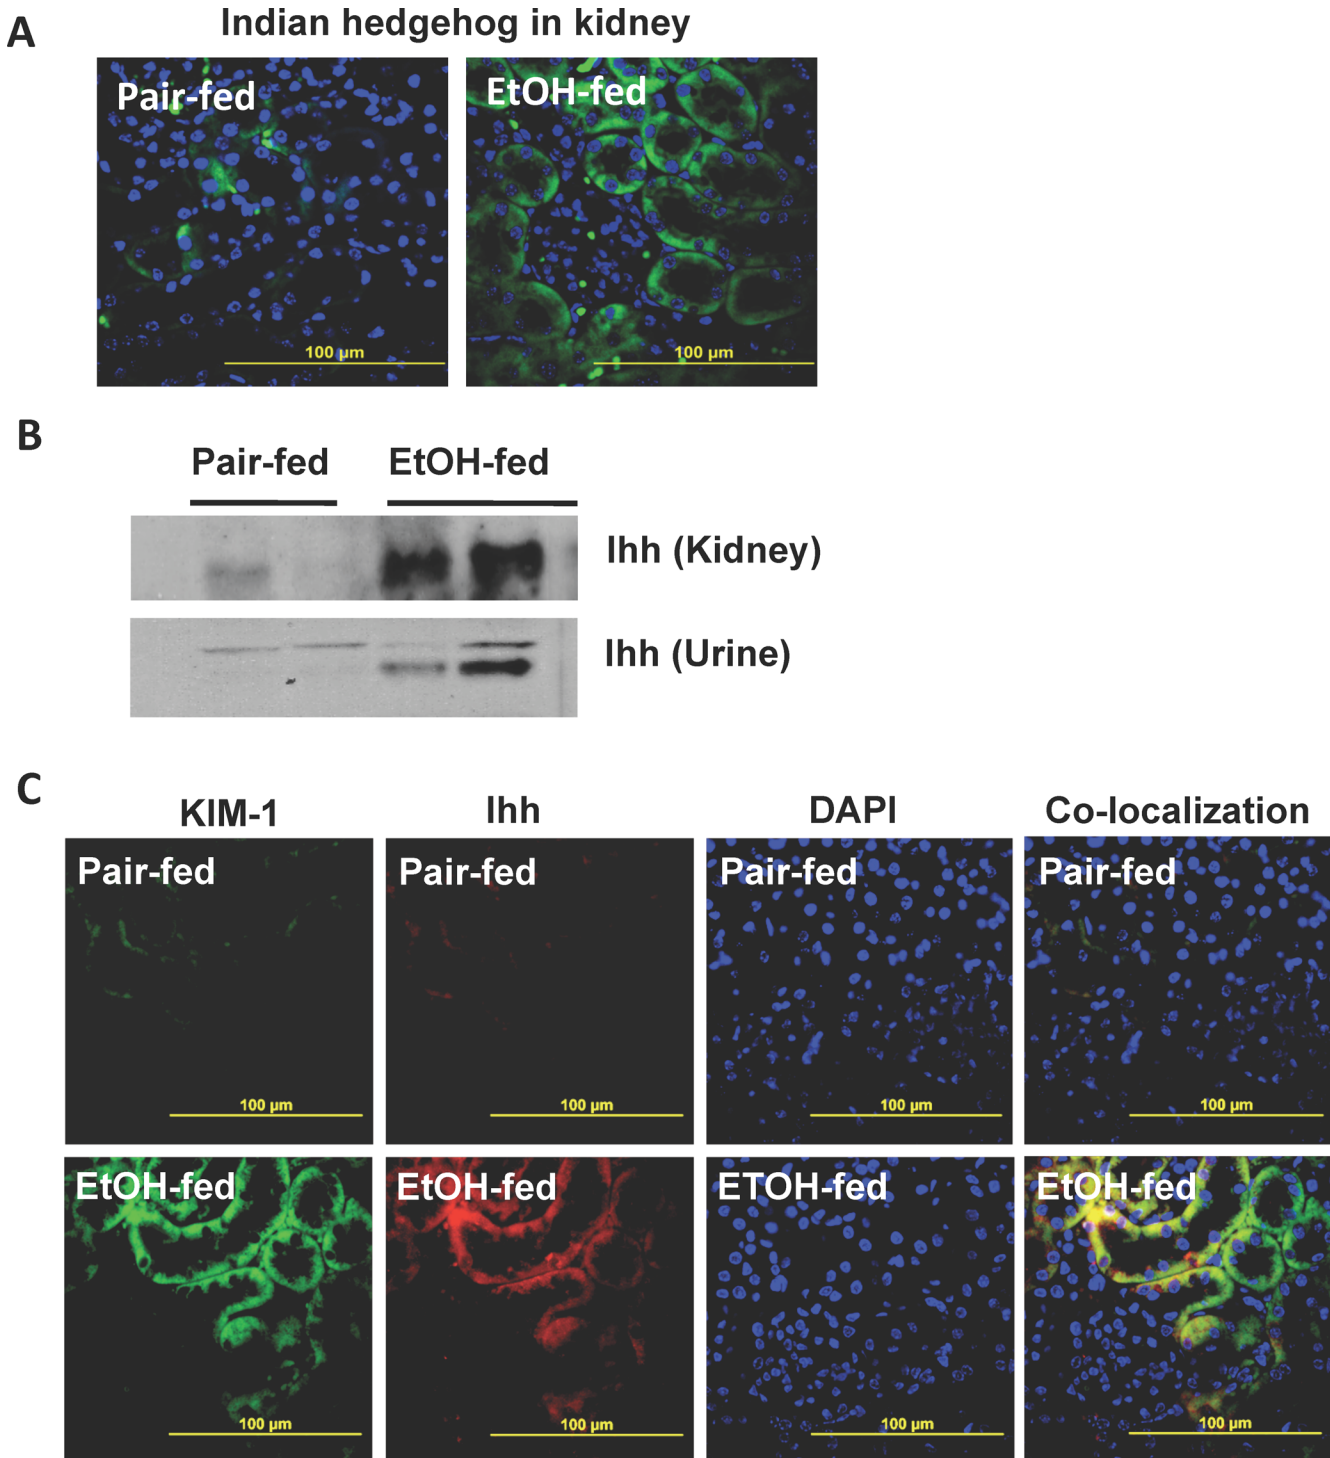 A
Indian hedgehog in kidney
Pair-fed
EtOH-fed
100 µm
100 µm
B
Pair-fed
EtOH-fed
Ihh (Kidney)
Ihh (Urine)
C
KIM-1
Ihh
DAPI
Co-localization
Pair-fed
Pair-fed
Pair-fed
Pair-fed
100 µm
100 µm
100 µm
100 µm
EtOH-fed
EtOH-fed
ETOH-fed
EtOH-fed
100 µm
100 µm
100 µm
100 µm